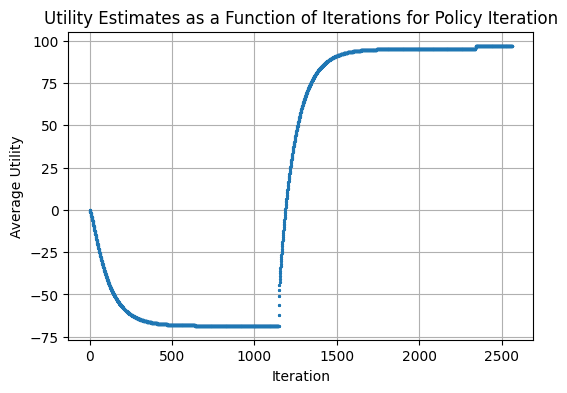 Utility Estimates as a Function of Iterations for Policy Iteration
100
75
50
25
0
−25
−50
−75
Average Utility
0 500 1000 1500 2000 2500
Iteration